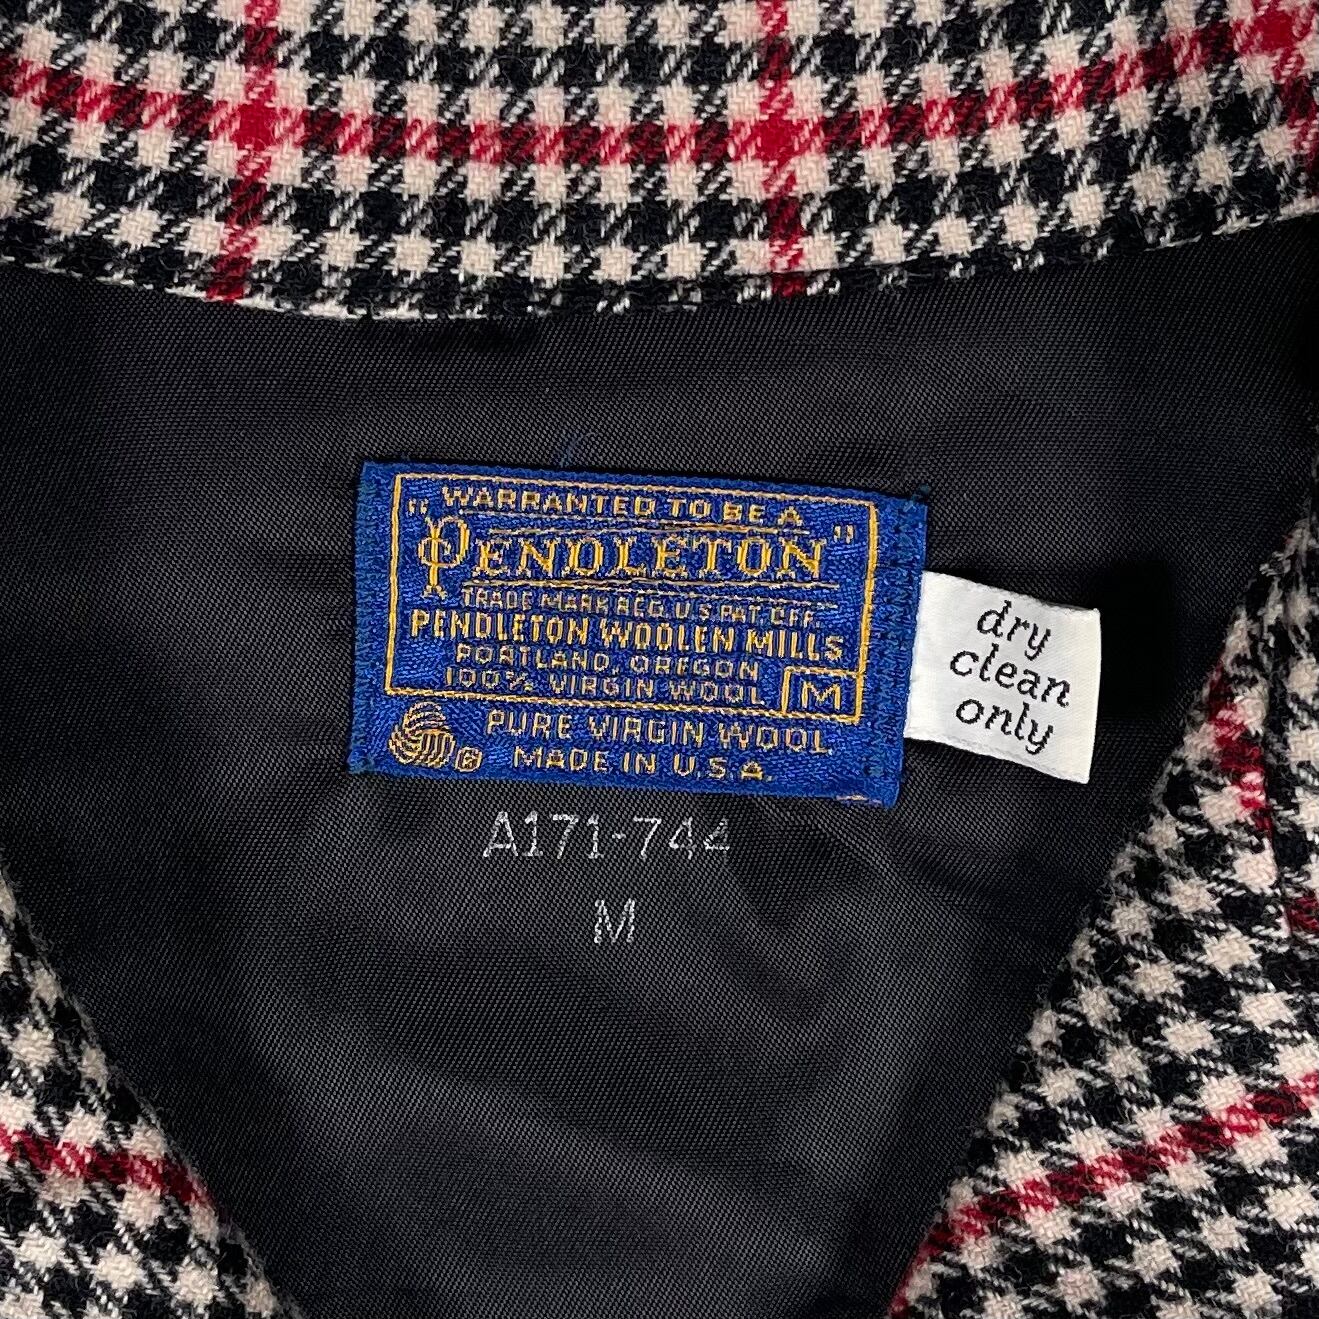 "WARRANTED TO BE A
PENDLETON"
TRADE MARK REG. U.S. PAT. OFF.
PENDLETON WOOLEN MILLS
PORTLAND, OREGON
100% VIRGIN WOOL M
PURE VIRGIN WOOL
® MADE IN U.S.A.
dry
clean
only
A171-744
M